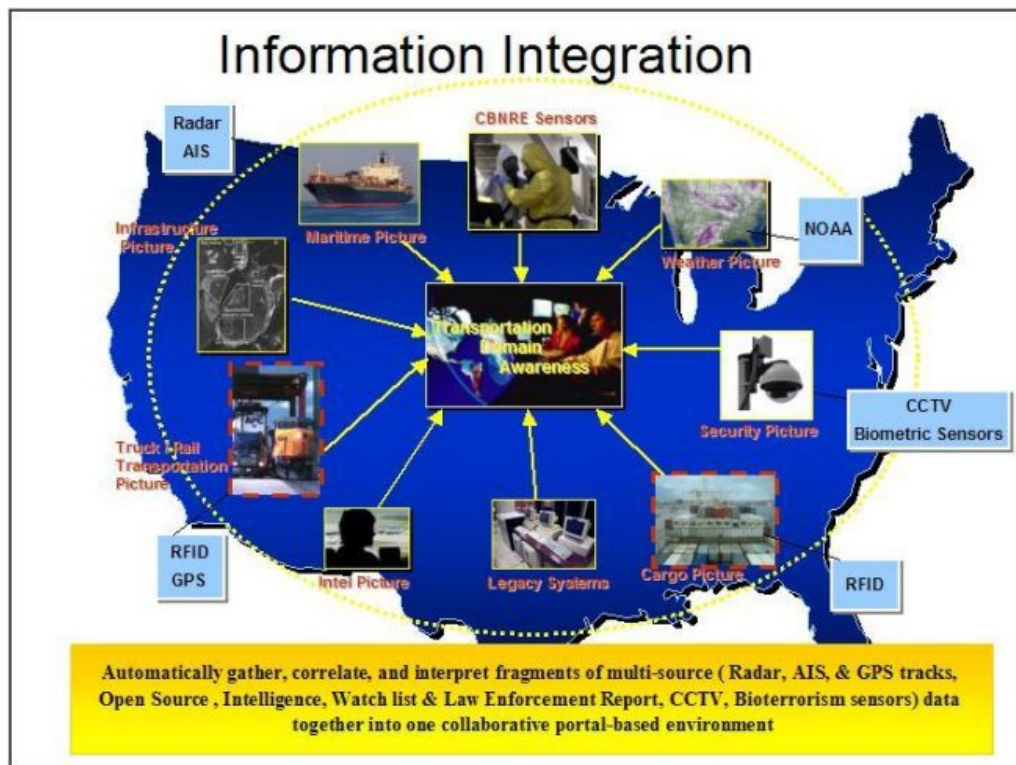 Information Integration
Radar
AIS
CBNRE Sensors
Maritime Picture
Infrastructure
Picture
Weather Picture
NOAA
Transportation
Domain
Awareness
Security Picture
CCTV
Biometric Sensors
Truck / Rail
Transportation
Picture
RFID
GPS
Intel Picture
Legacy Systems
Cargo Picture
RFID
Automatically gather, correlate, and interpret fragments of multi-source ( Radar, AIS, & GPS tracks,
Open Source , Intelligence, Watch list & Law Enforcement Report, CCTV, Bioterrorism sensors) data
together into one collaborative portal-based environment